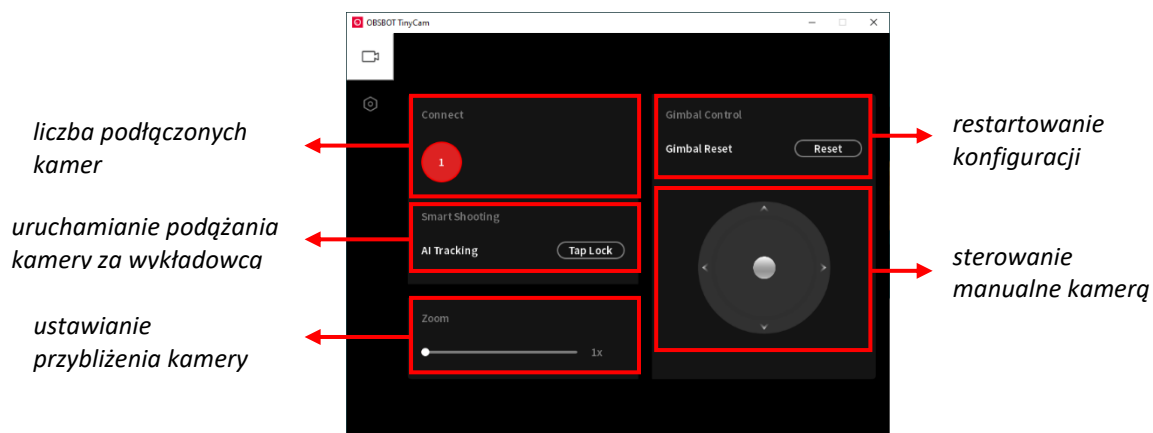 OBSBOT TinyCam
liczba podłączonych
kamer
uruchamianie podążania
kamery za wykładowcą
ustawianie
przybliżenia kamery
Connect
1
Smart Shooting
AI Tracking Tap Lock
Zoom
1x
Gimbal Control
Gimbal Reset Reset
restartowanie
konfiguracji
sterowanie
manualne kamerą